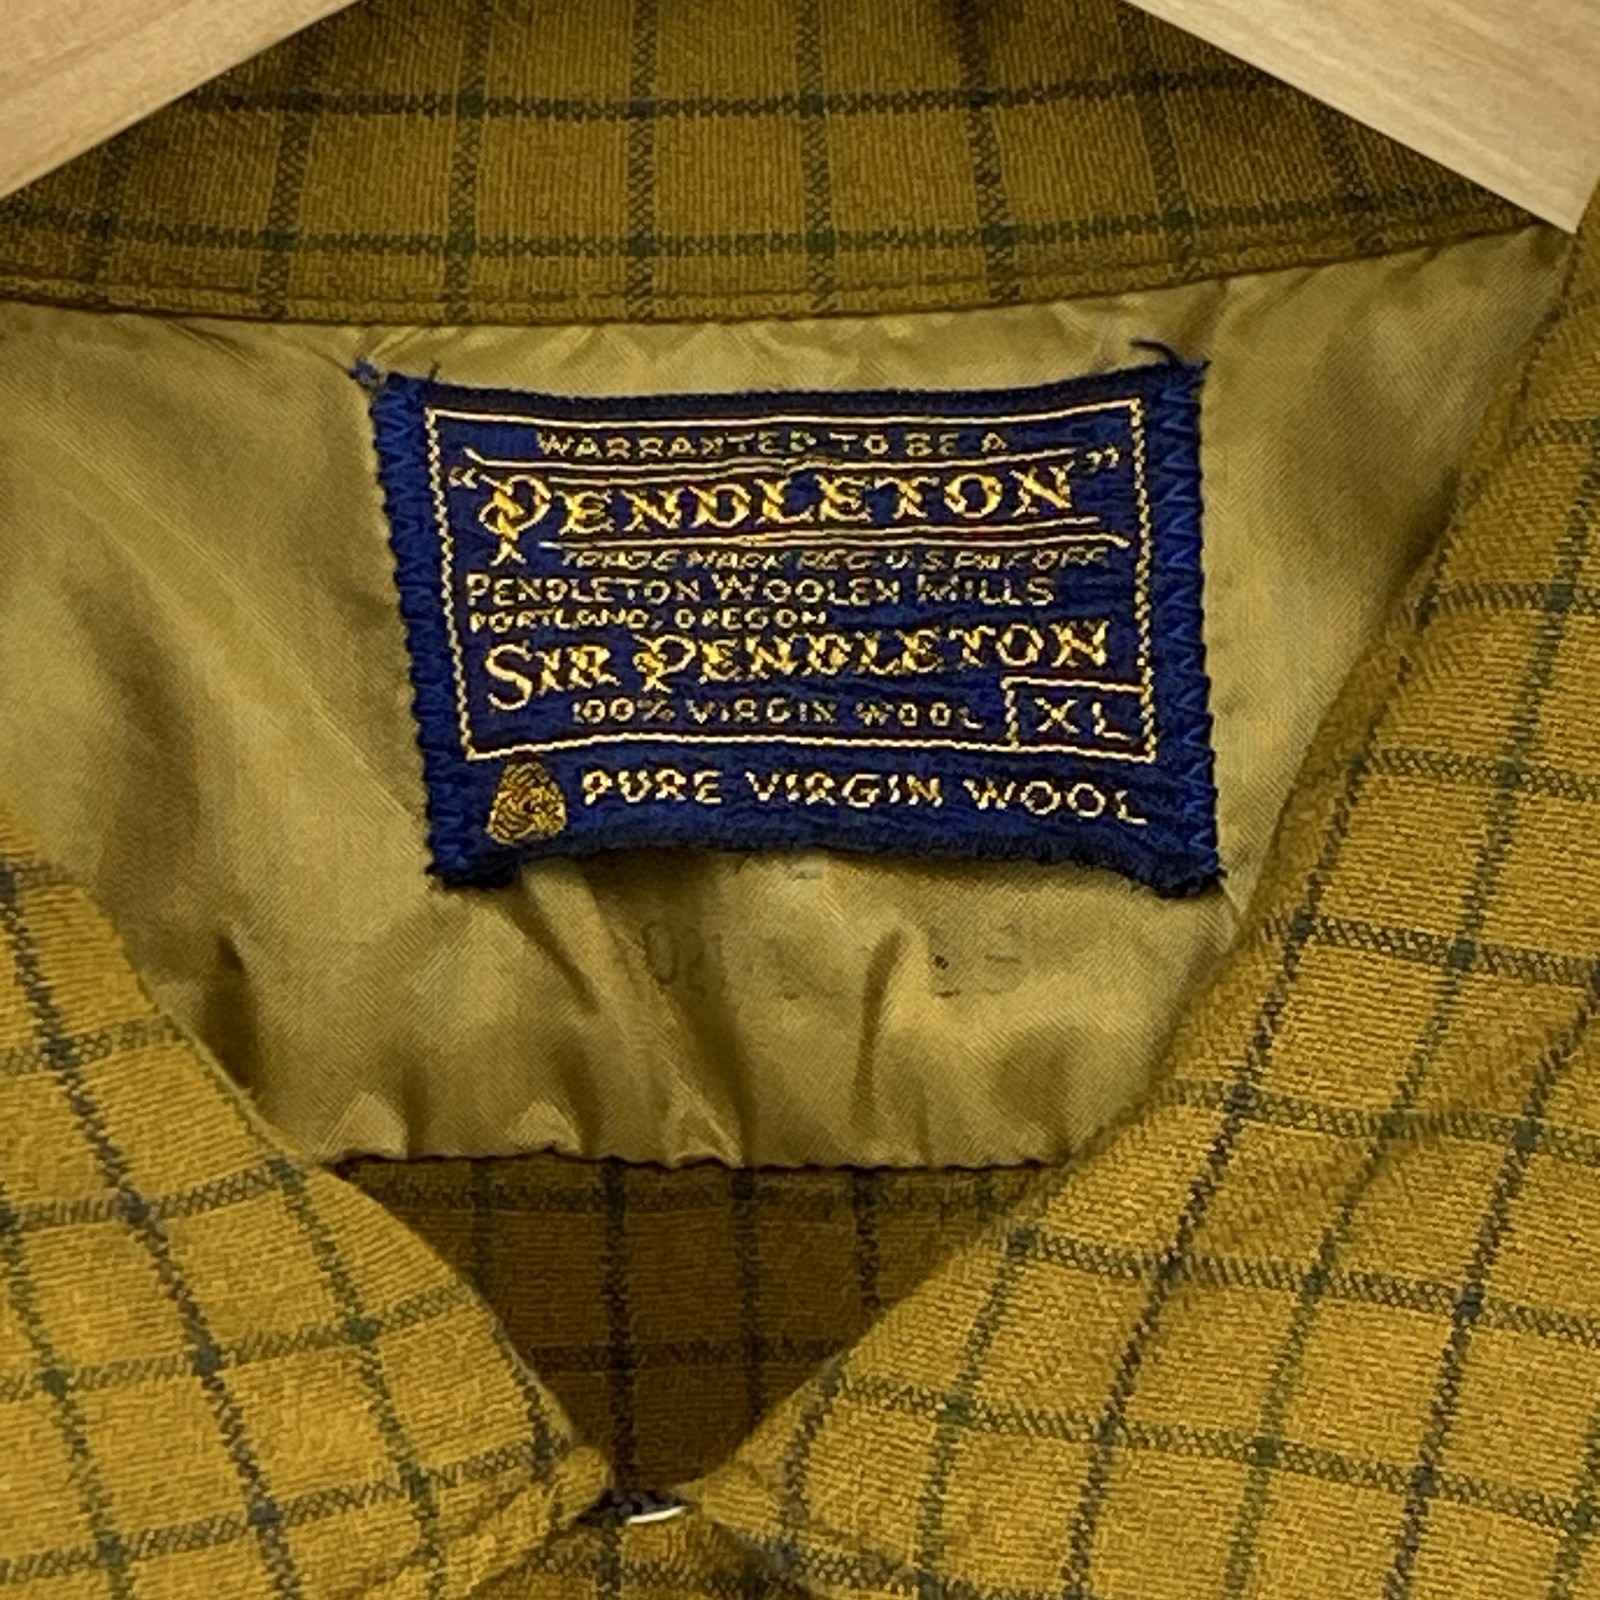 WARRANTED TO BE A
"PENDLETON"
TRADE MARK REG. U.S. PAT. OFF.
PENDLETON WOOLEN MILLS
PORTLAND, OREGON
SIR PENDLETON
100% VIRGIN WOOL XL
PURE VIRGIN WOOL